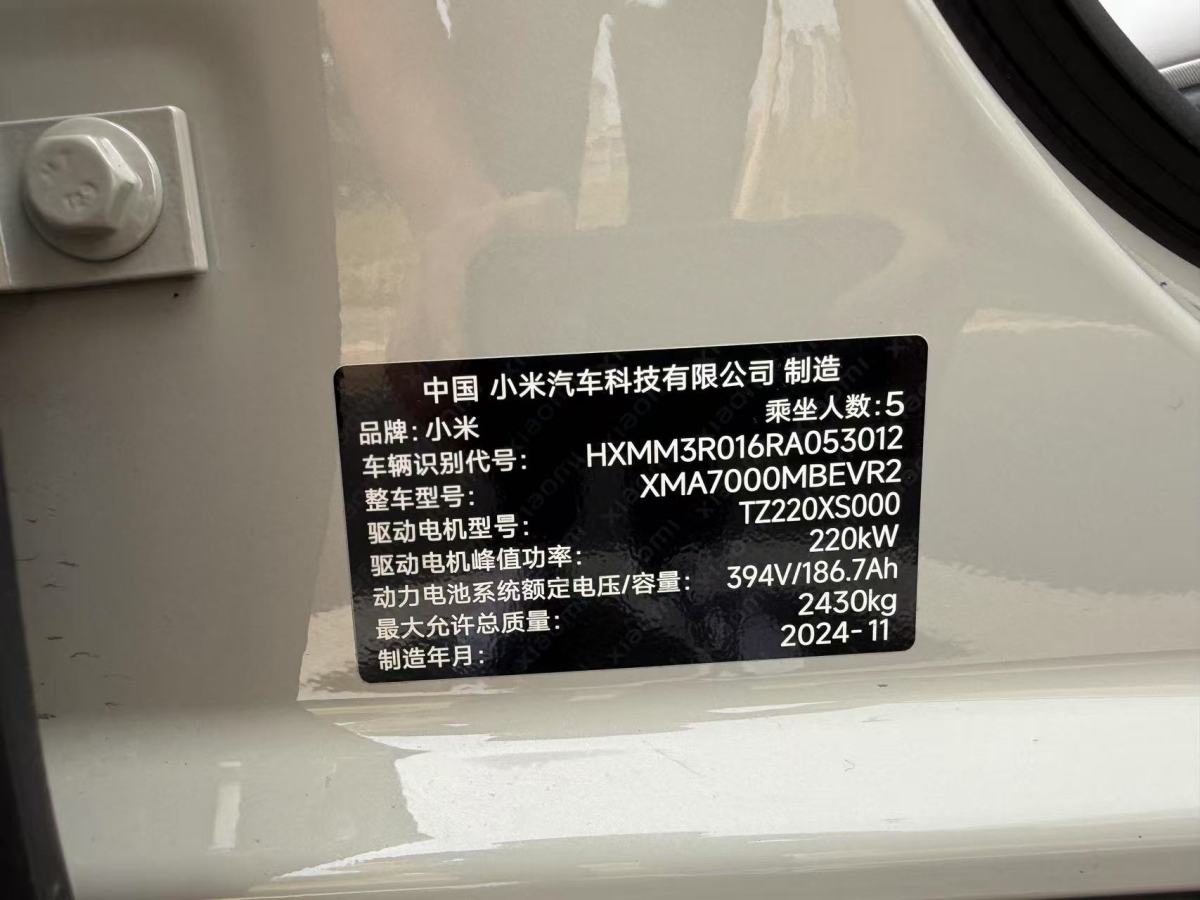 中国 小米汽车科技有限公司 制造
品牌: 小米 乘坐人数: 5
车辆识别代号: HXMM3R016RA053012
整车型号: XMA7000MBEVR2
驱动电机型号: TZ220XS000
驱动电机峰值功率: 220kW
动力电池系统额定电压/容量: 394V/186.7Ah
最大允许总质量: 2430kg
制造年月: 2024-11